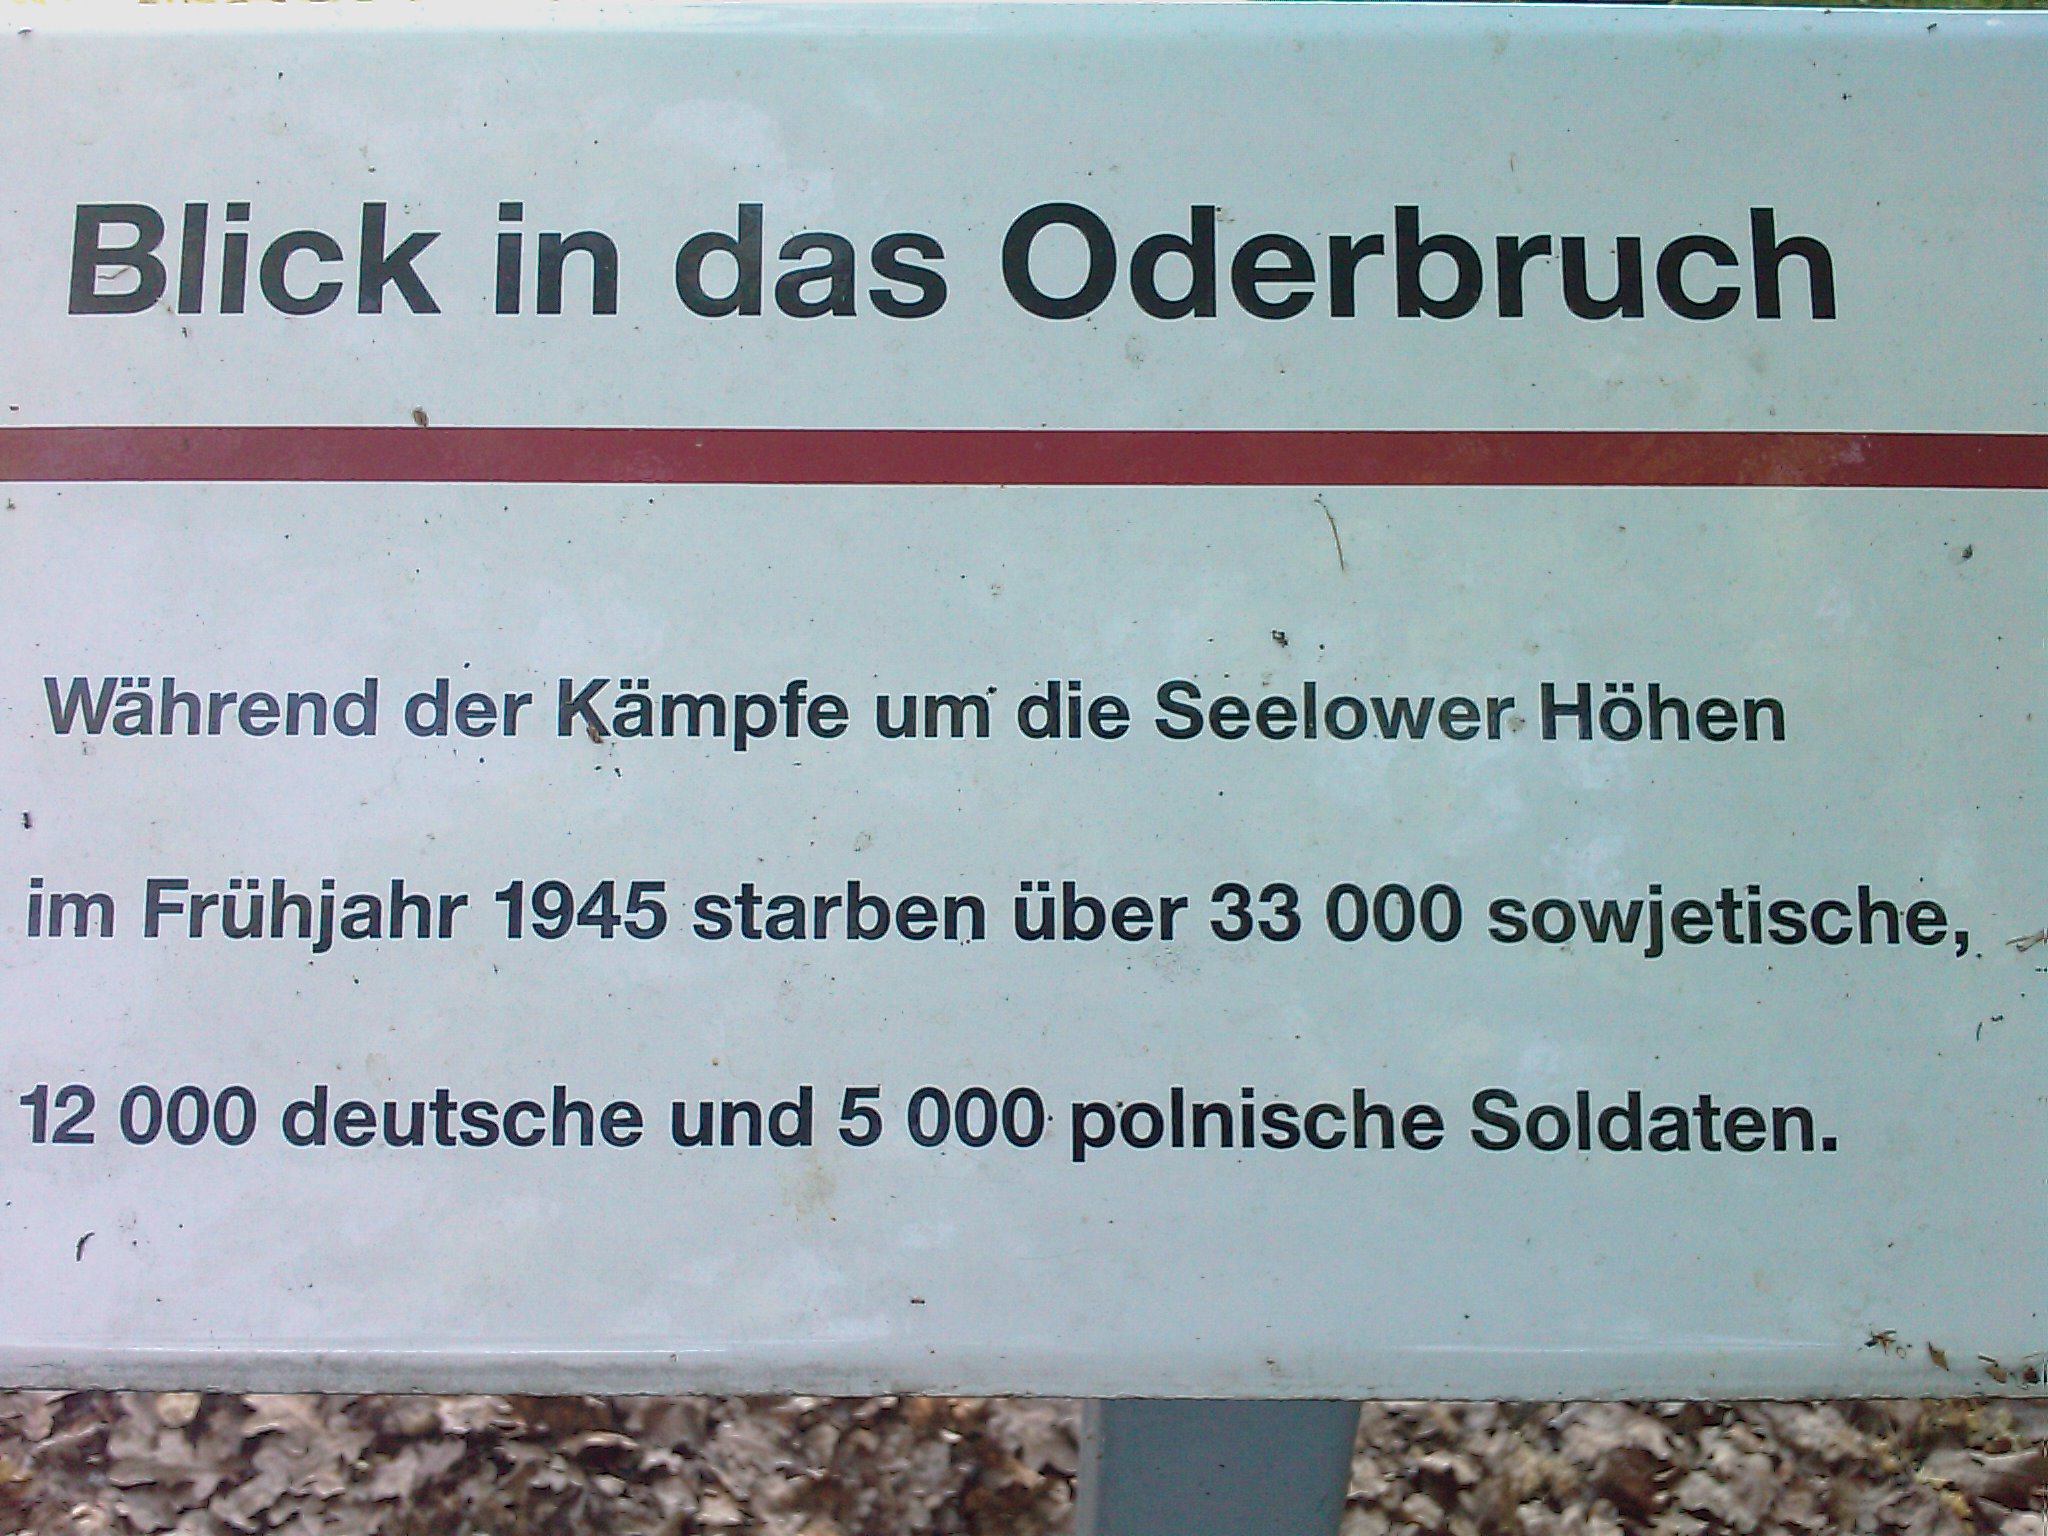 Blick in das Oderbruch
Während der Kämpfe um die Seelower Höhen
im Frühjahr 1945 starben über 33 000 sowjetische,
12 000 deutsche und 5 000 polnische Soldaten.